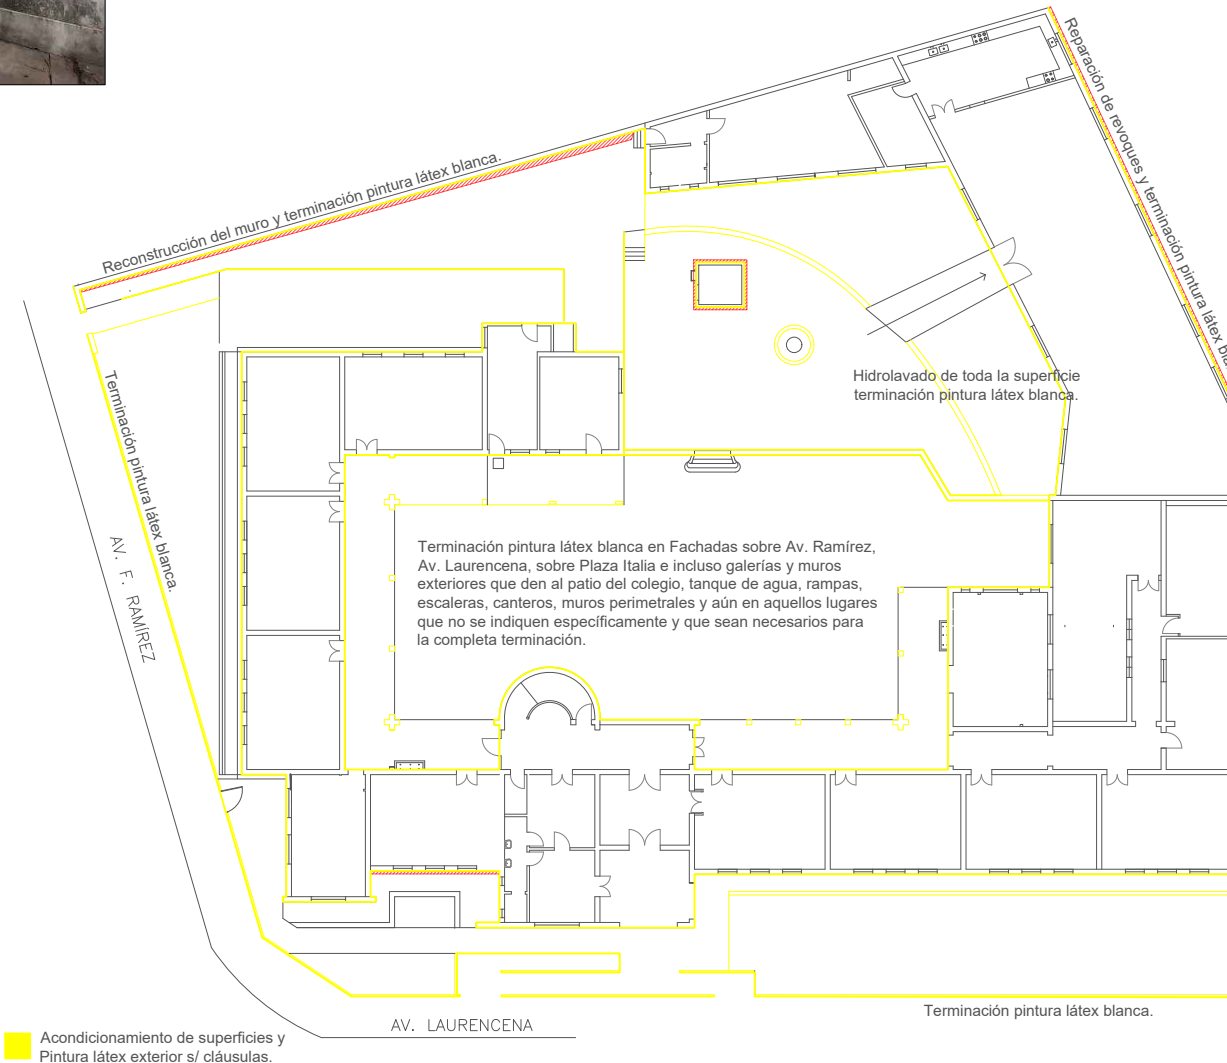 Reparación de revoques y terminación pintura látex
Reconstrucción del muro y terminación pintura látex blanca.
Hidrolavado de toda la superficie
terminación pintura látex blanca.
Terminación pintura látex blanca.
AV. F. RAMÍREZ
Terminación pintura látex blanca en Fachadas sobre Av. Ramírez,
Av. Laurencena, sobre Plaza Italia e incluso galerías y muros
exteriores que den al patio del colegio, tanque de agua, rampas,
escaleras, canteros, muros perimetrales y aún en aquellos lugares
que no se indiquen específicamente y que sean necesarios para
la completa terminación.
Terminación pintura látex blanca.
AV. LAURENCENA
Acondicionamiento de superficies y
Pintura látex exterior s/ cláusulas.